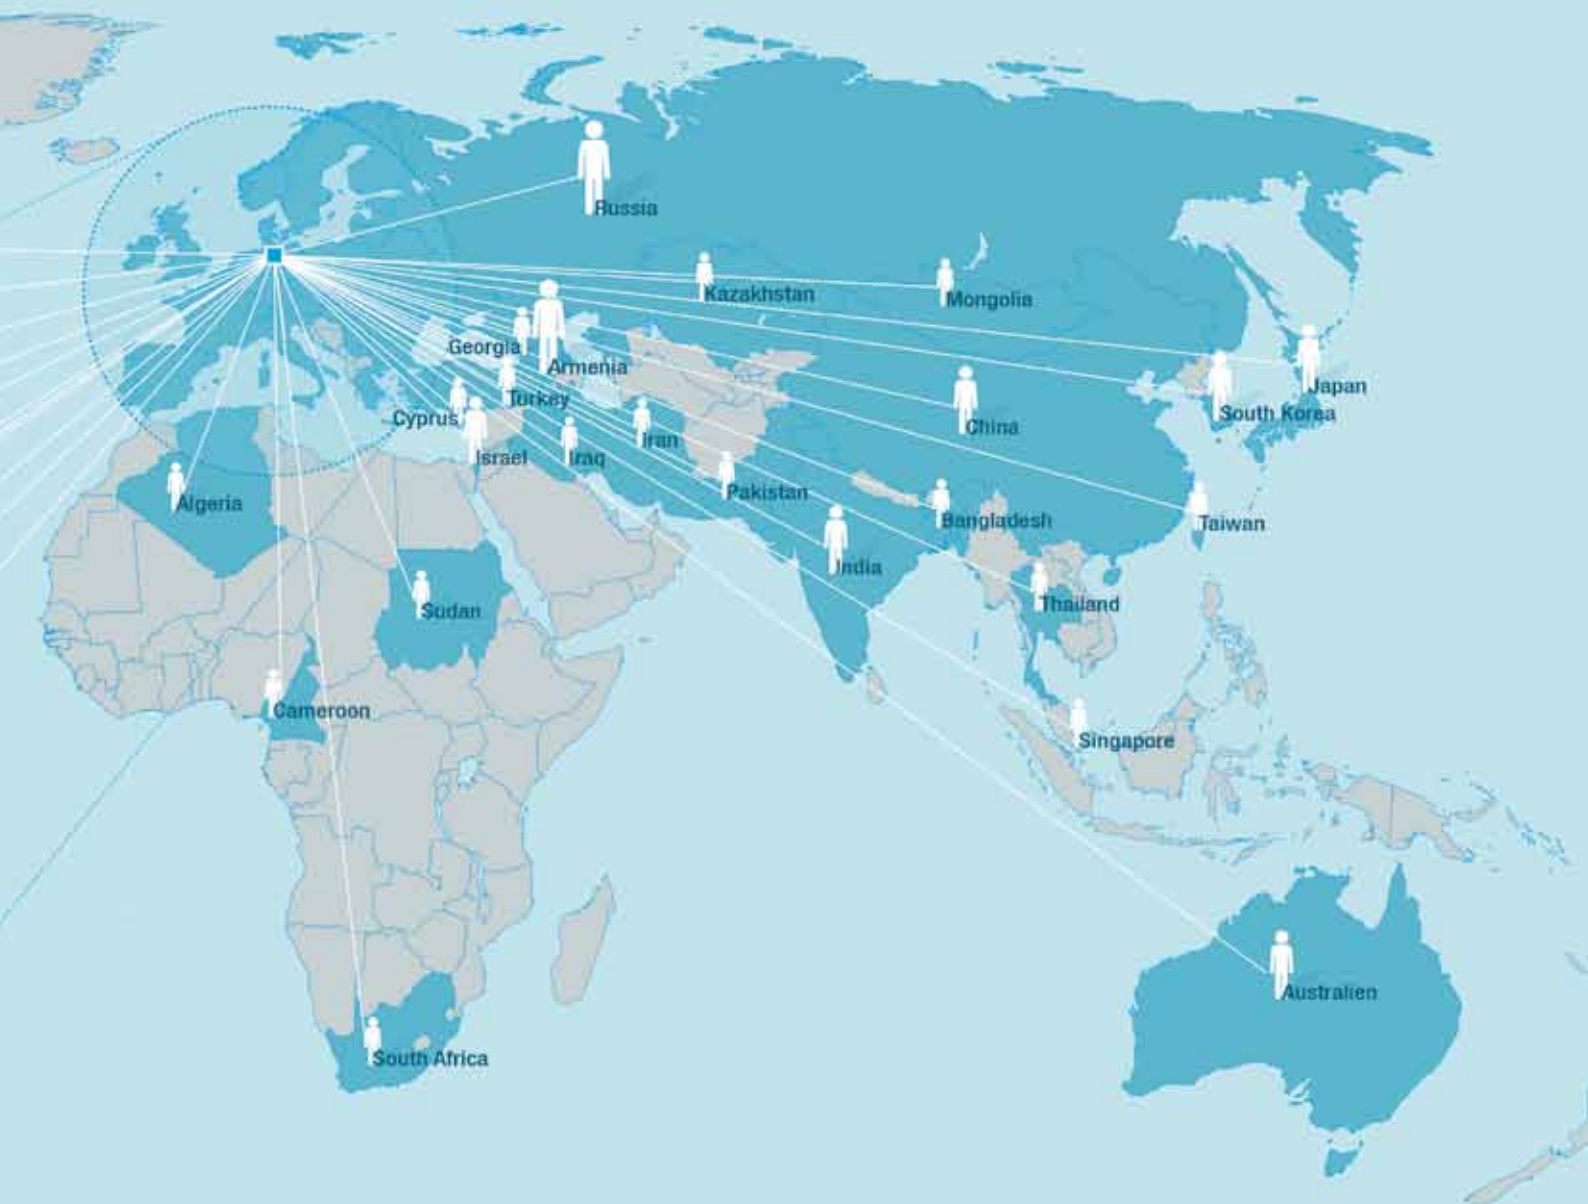 Russia
Kazakhstan
Mongolia
Georgia
Armenia
Japan
Turkey
South Korea
Cyprus
China
Iran
Israel
Iraq
Pakistan
Algeria
Bangladesh
Taiwan
India
Thailand
Sudan
Cameroon
Singapore
Australien
South Africa